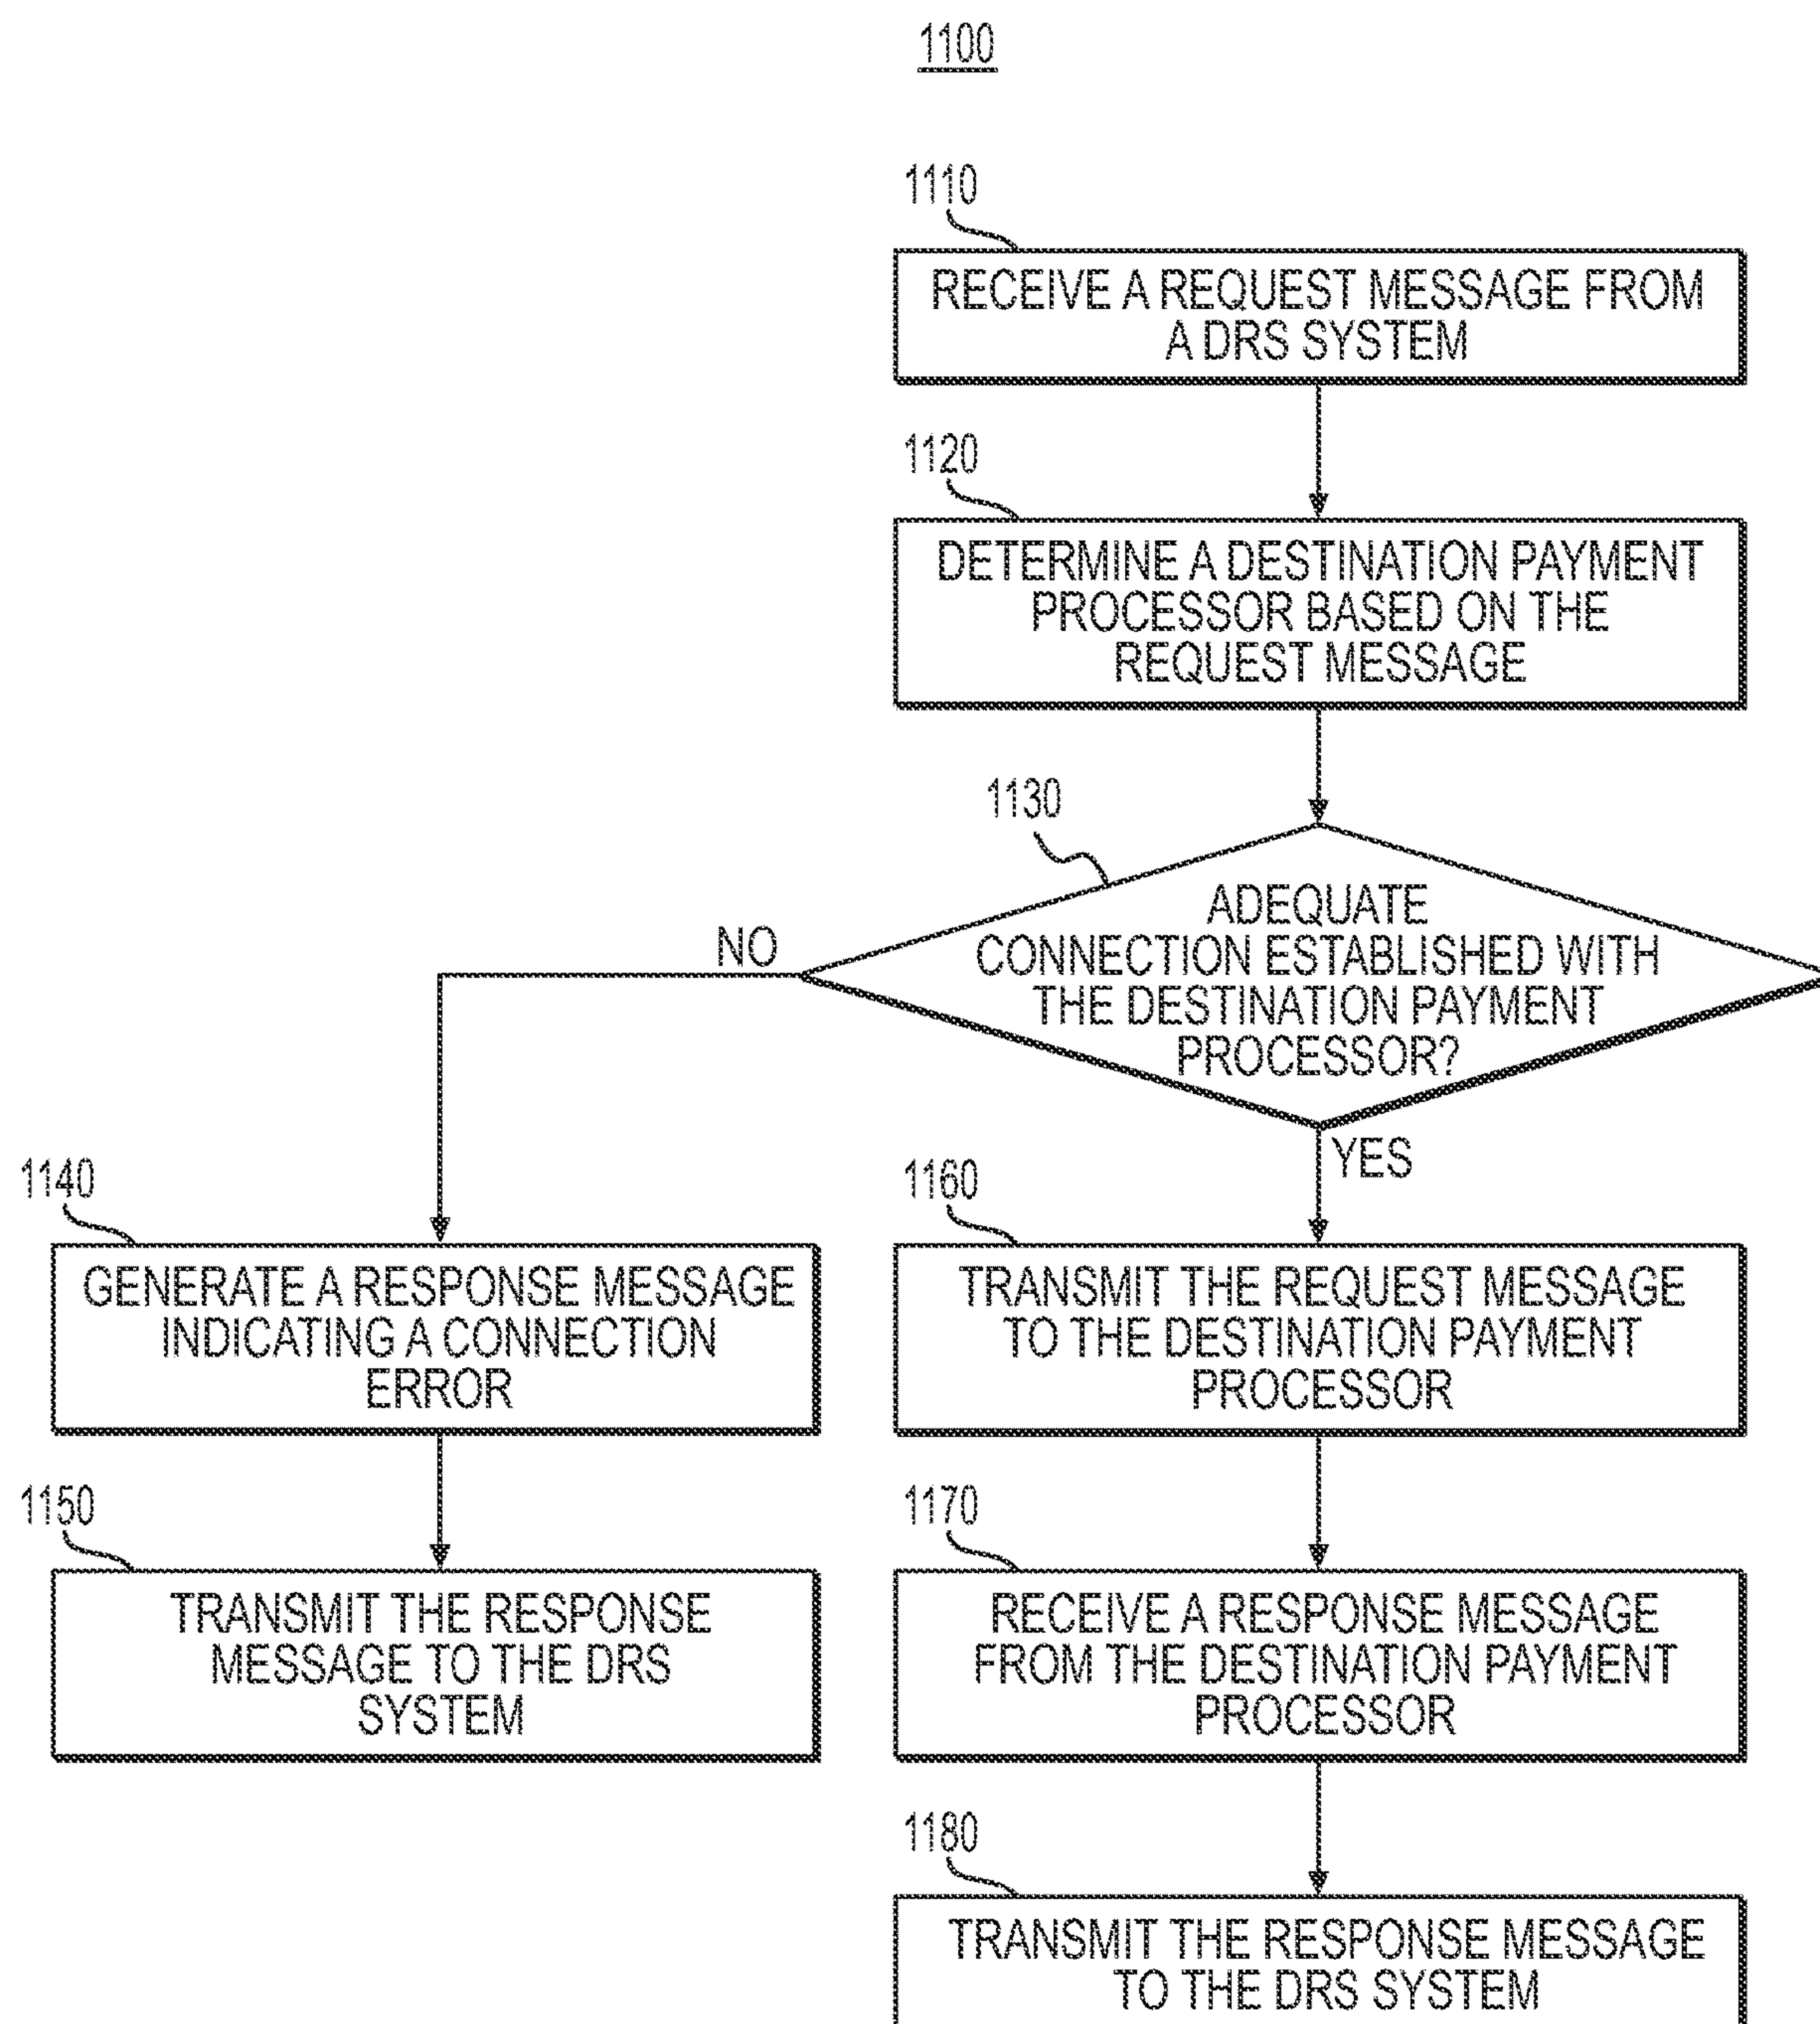 1100
1110
RECEIVE A REQUEST MESSAGE FROM
A DRS SYSTEM
1120
DETERMINE A DESTINATION PAYMENT
PROCESSOR BASED ON THE
REQUEST MESSAGE
1130
ADEQUATE
CONNECTION ESTABLISHED WITH
THE DESTINATION PAYMENT
PROCESSOR?
NO
YES
1140
GENERATE A RESPONSE MESSAGE
INDICATING A CONNECTION
ERROR
1150
TRANSMIT THE RESPONSE
MESSAGE TO THE DRS
SYSTEM
1160
TRANSMIT THE REQUEST MESSAGE
TO THE DESTINATION PAYMENT
PROCESSOR
1170
RECEIVE A RESPONSE MESSAGE
FROM THE DESTINATION PAYMENT
PROCESSOR
1180
TRANSMIT THE RESPONSE MESSAGE
TO THE DRS SYSTEM